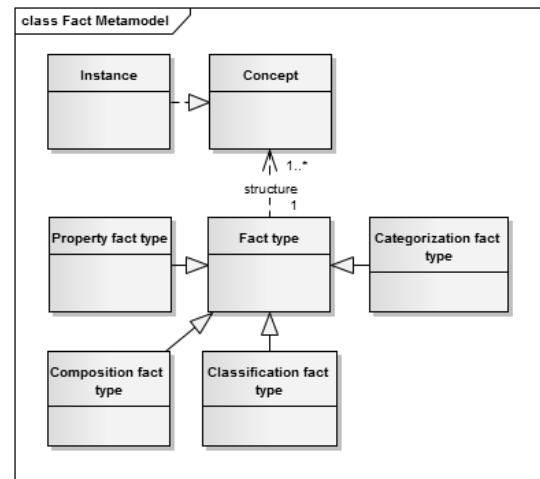 class Fact Metamodel
Instance
Concept
1..*
structure
1
Property fact type
Fact type
Categorization fact
type
Composition fact
type
Classification fact
type